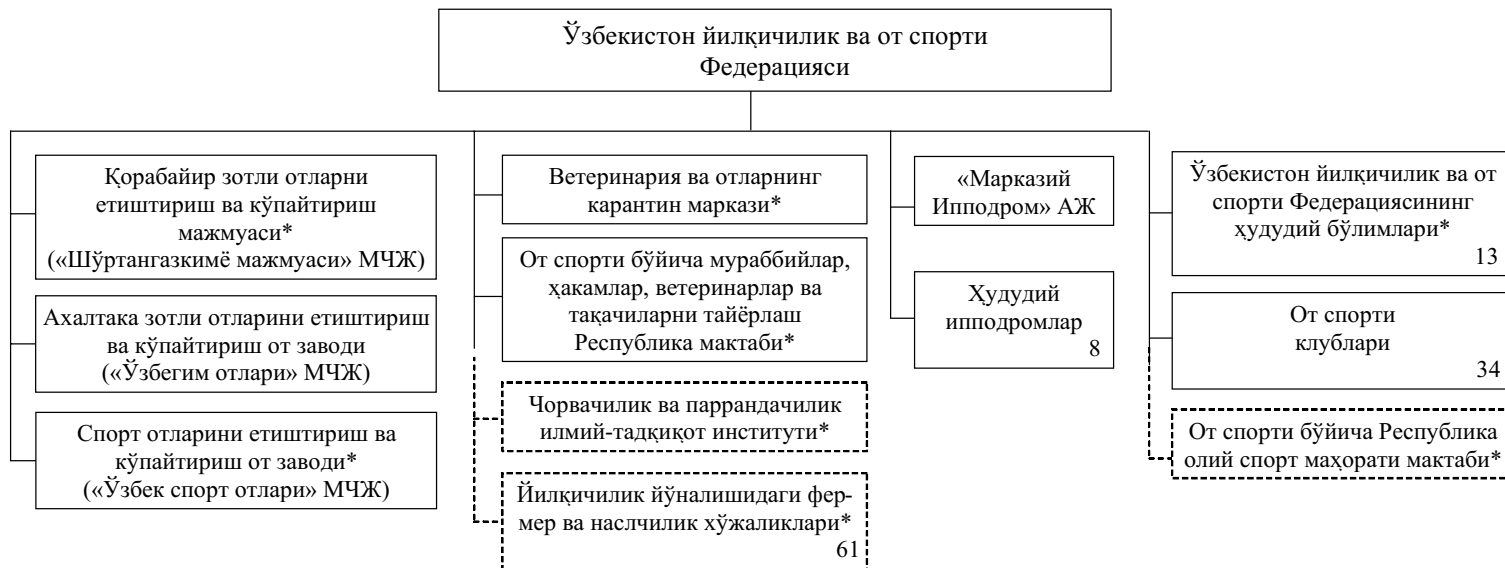 Ўзбекистон йилқичилик ва от спорти
Федерацияси
Қорабайир зотли отларни
етиштириш ва кўпайтириш
мажмуаси*
(«Шўртангазкимё мажмуаси» МЧЖ)
Ахалтака зотли отларини етиштириш
ва кўпайтириш от заводи
(«Ўзбегим отлари» МЧЖ)
Спорт отларини етиштириш ва
кўпайтириш от заводи*
(«Ўзбек спорт отлари» МЧЖ)
Ветеринария ва отларнинг
карантин маркази*
От спорти бўйича мураббийлар,
ҳакамлар, ветеринарлар ва
тақачиларни тайёрлаш
Республика мактаби*
Чорвачилик ва паррандачилик
илмий-тадқиқот институти*
Йилқичилик йўналишидаги фер-
мер ва наслчилик хўжаликлари*
61
«Марказий
Ипподром» АЖ
Ҳудудий
ипподромлар
8
Ўзбекистон йилқичилик ва от
спорти Федерациясининг
ҳудудий бўлимлари*
13
От спорти
клублари
34
От спорти бўйича Республика
олий спорт маҳорати мактаби*